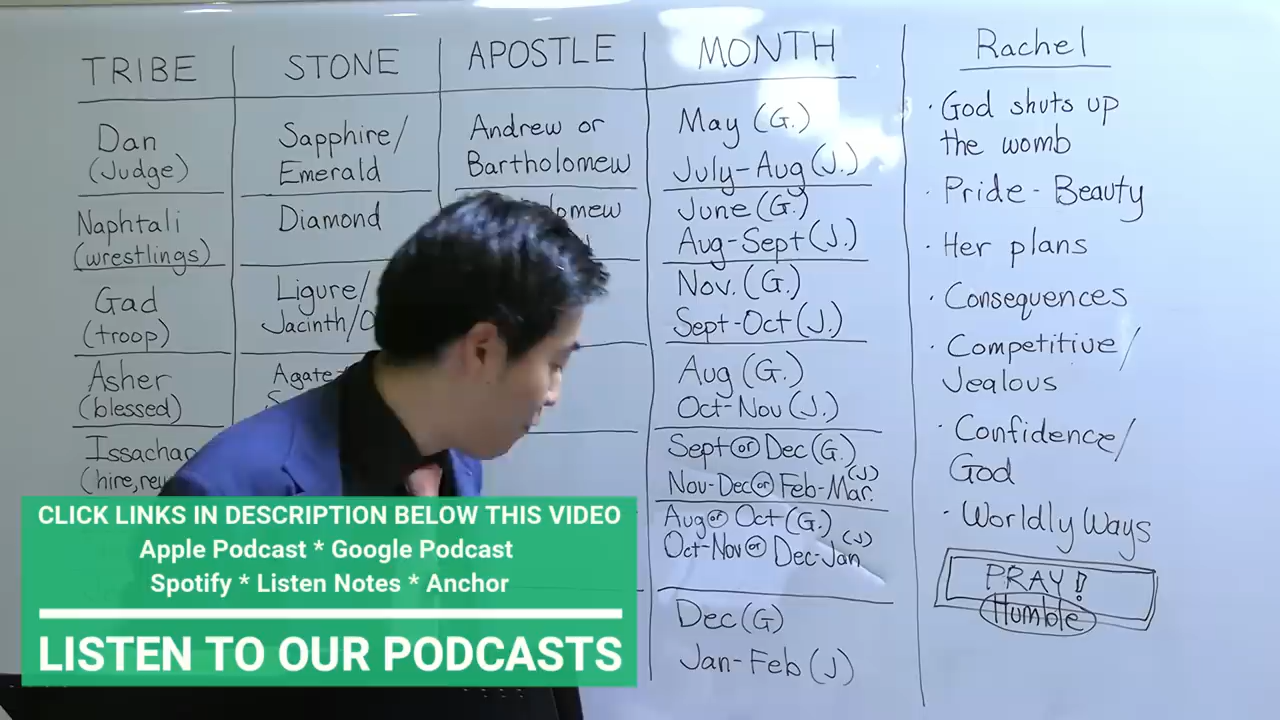 TRIBE
STONE
APOSTLE
MONTH
Dan
(Judge)
Sapphire/
Emerald
Andrew or
Bartholomew
May (G.)
July-Aug (J.)
Naphtali
(wrestlings)
Diamond
June (G.)
Aug-Sept (J.)
Gad
(troop)
Ligure/
Jacinth/
Nov. (G.)
Sept-Oct (J.)
Asher
(blessed)
Agate
Aug (G.)
Oct-Nov (J.)
Issachar
(hire,
Sept or Dec (G.)
Nov-Dec or Feb-Mar. (J)
Aug or Oct (G.)
Oct-Nov or Dec-Jan (J)
Dec (G)
Jan-Feb (J)
Rachel
· God shuts up
the womb
· Pride - Beauty
· Her plans
· Consequences
· Competitive/
Jealous
· Confidence/
God
· Worldly Ways
PRAY!
Humble
CLICK LINKS IN DESCRIPTION BELOW THIS VIDEO
Apple Podcast * Google Podcast
Spotify * Listen Notes * Anchor
LISTEN TO OUR PODCASTS